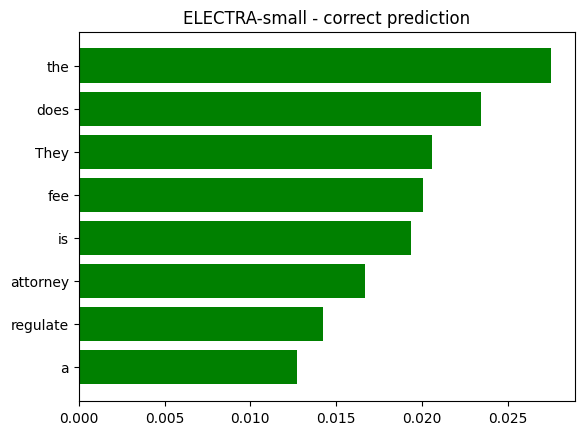 ELECTRA-small - correct prediction
the
does
They
fee
is
attorney
regulate
a
0.000 0.005 0.010 0.015 0.020 0.025